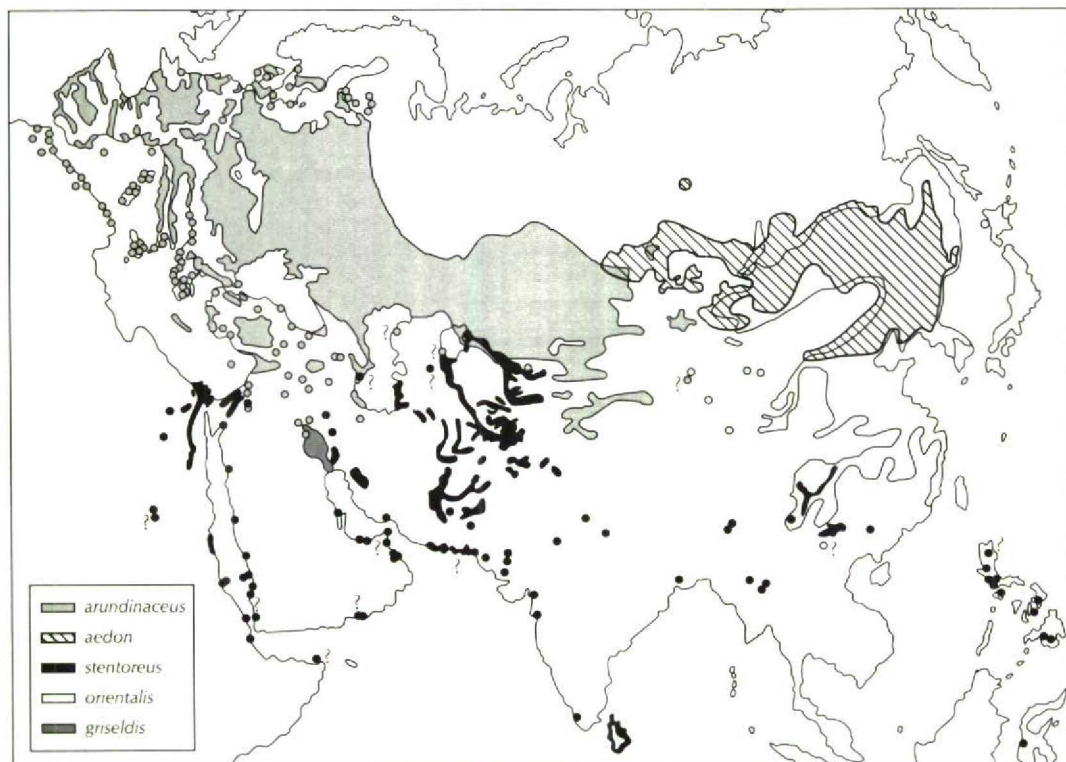 arundinaceus
aedon
stentoreus
orientalis
griseldis
?
?
?
?
?
?
?
?
?
?
?
?